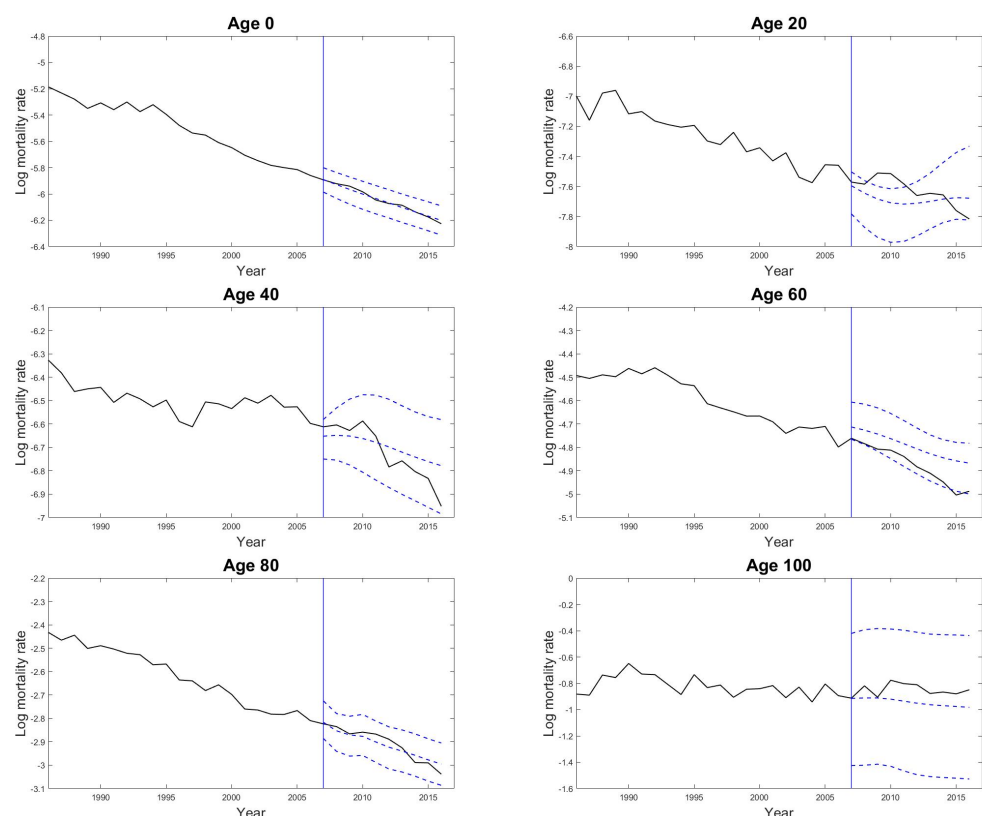 Age 0
-4.8
-5
-5.2
-5.4
-5.6
-5.8
-6
-6.2
-6.4
Log mortality rate
1990 1995 2000 2005 2010 2015
Year
Age 20
-6.6
-6.8
-7
-7.2
-7.4
-7.6
-7.8
-8
Log mortality rate
1990 1995 2000 2005 2010 2015
Year
Age 40
-6.1
-6.2
-6.3
-6.4
-6.5
-6.6
-6.7
-6.8
-6.9
-7
Log mortality rate
1990 1995 2000 2005 2010 2015
Year
Age 60
-4.2
-4.3
-4.4
-4.5
-4.6
-4.7
-4.8
-4.9
-5
-5.1
Log mortality rate
1990 1995 2000 2005 2010 2015
Year
Age 80
-2.2
-2.3
-2.4
-2.5
-2.6
-2.7
-2.8
-2.9
-3
-3.1
Log mortality rate
1990 1995 2000 2005 2010 2015
Year
Age 100
0
-0.2
-0.4
-0.6
-0.8
-1
-1.2
-1.4
-1.6
Log mortality rate
1990 1995 2000 2005 2010 2015
Year